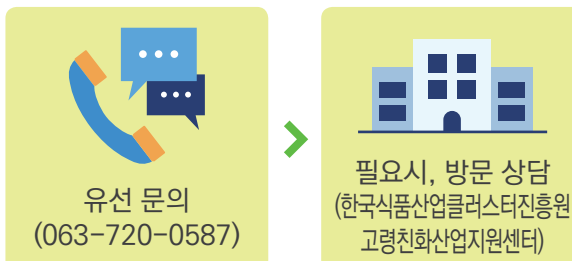 유선 문의
(063-720-0587)
필요시, 방문 상담
(한국식품산업클러스터진흥원
고령친화산업지원센터)